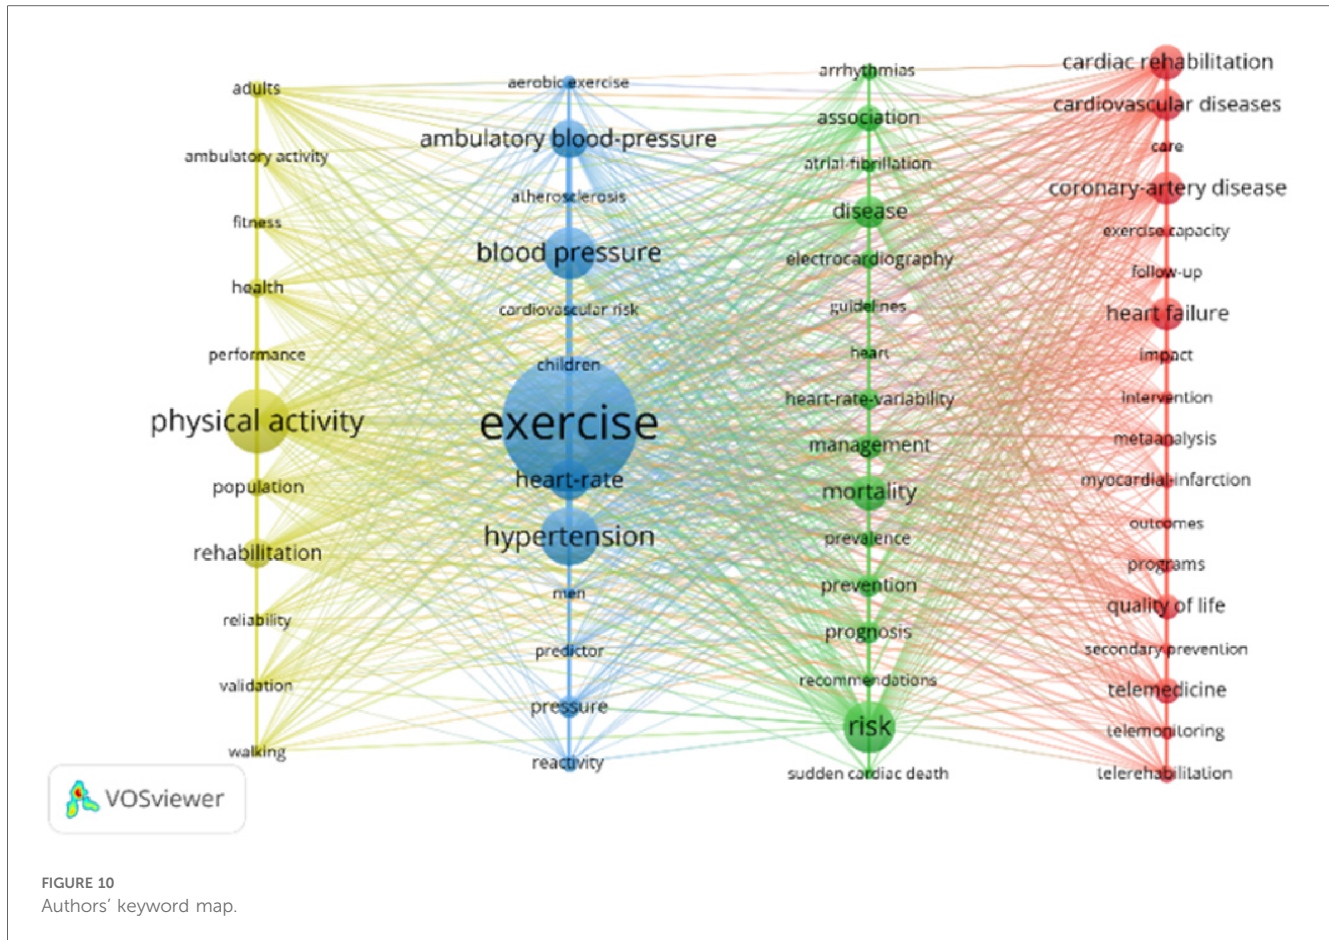 adults
ambulatory activity
fitness
health
performance
physical activity
population
rehabilitation
reliability
validation
walking
aerobic exercise
ambulatory blood-pressure
atherosclerosis
blood pressure
cardiovascular risk
children
exercise
heart-rate
hypertension
men
predictor
pressure
reactivity
arrhythmias
association
atrial-fibrillation
disease
electrocardiography
guidelines
heart
heart-rate-variability
management
mortality
prevalence
prevention
prognosis
recommendations
risk
sudden cardiac death
cardiac rehabilitation
cardiovascular diseases
care
coronary-artery disease
exercise capacity
follow-up
heart failure
impact
intervention
metaanalysis
myocardial-infarction
outcomes
programs
quality of life
secondary prevention
telemedicine
telemonitoring
telerehabilitation
VOSviewer
FIGURE 10
Authors' keyword map.